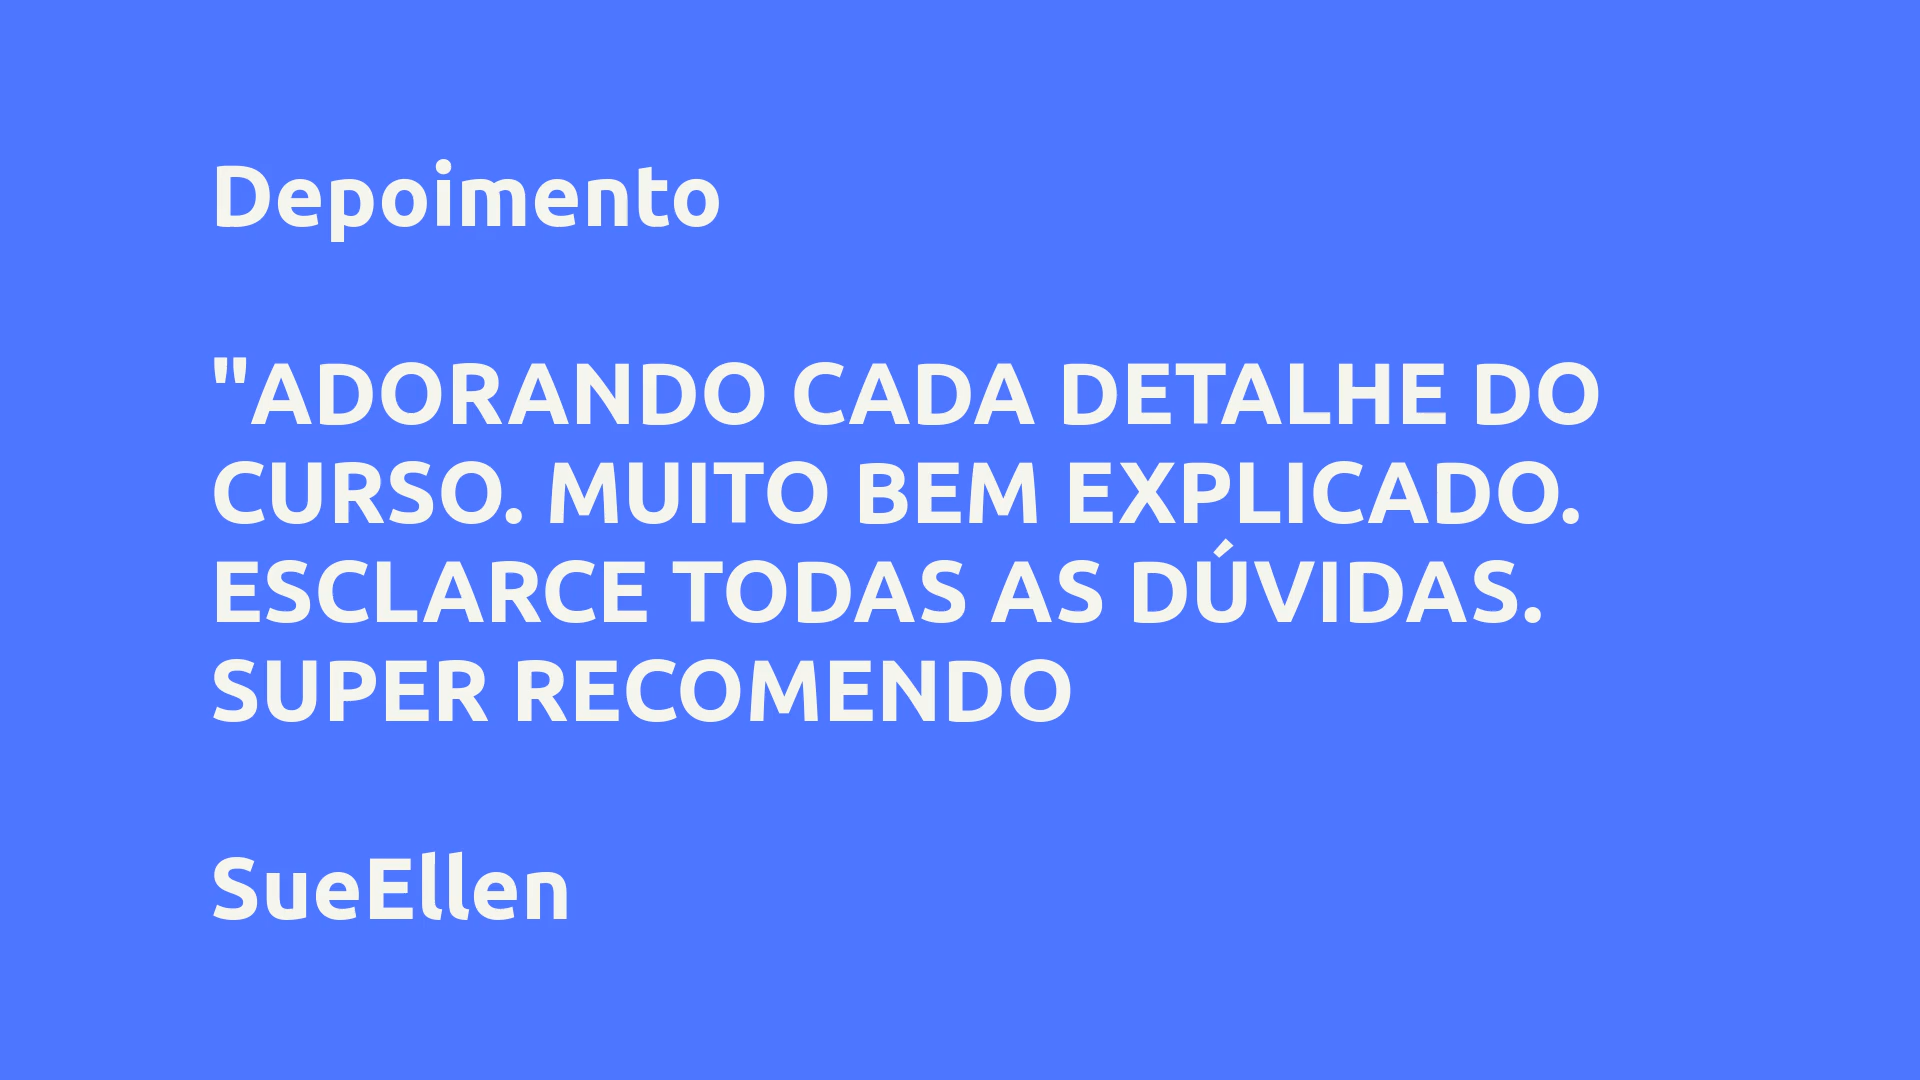 Depoimento
"ADORANDO CADA DETALHE DO
CURSO. MUITO BEM EXPLICADO.
ESCLARCE TODAS AS DÚVIDAS.
SUPER RECOMENDO
SueEllen